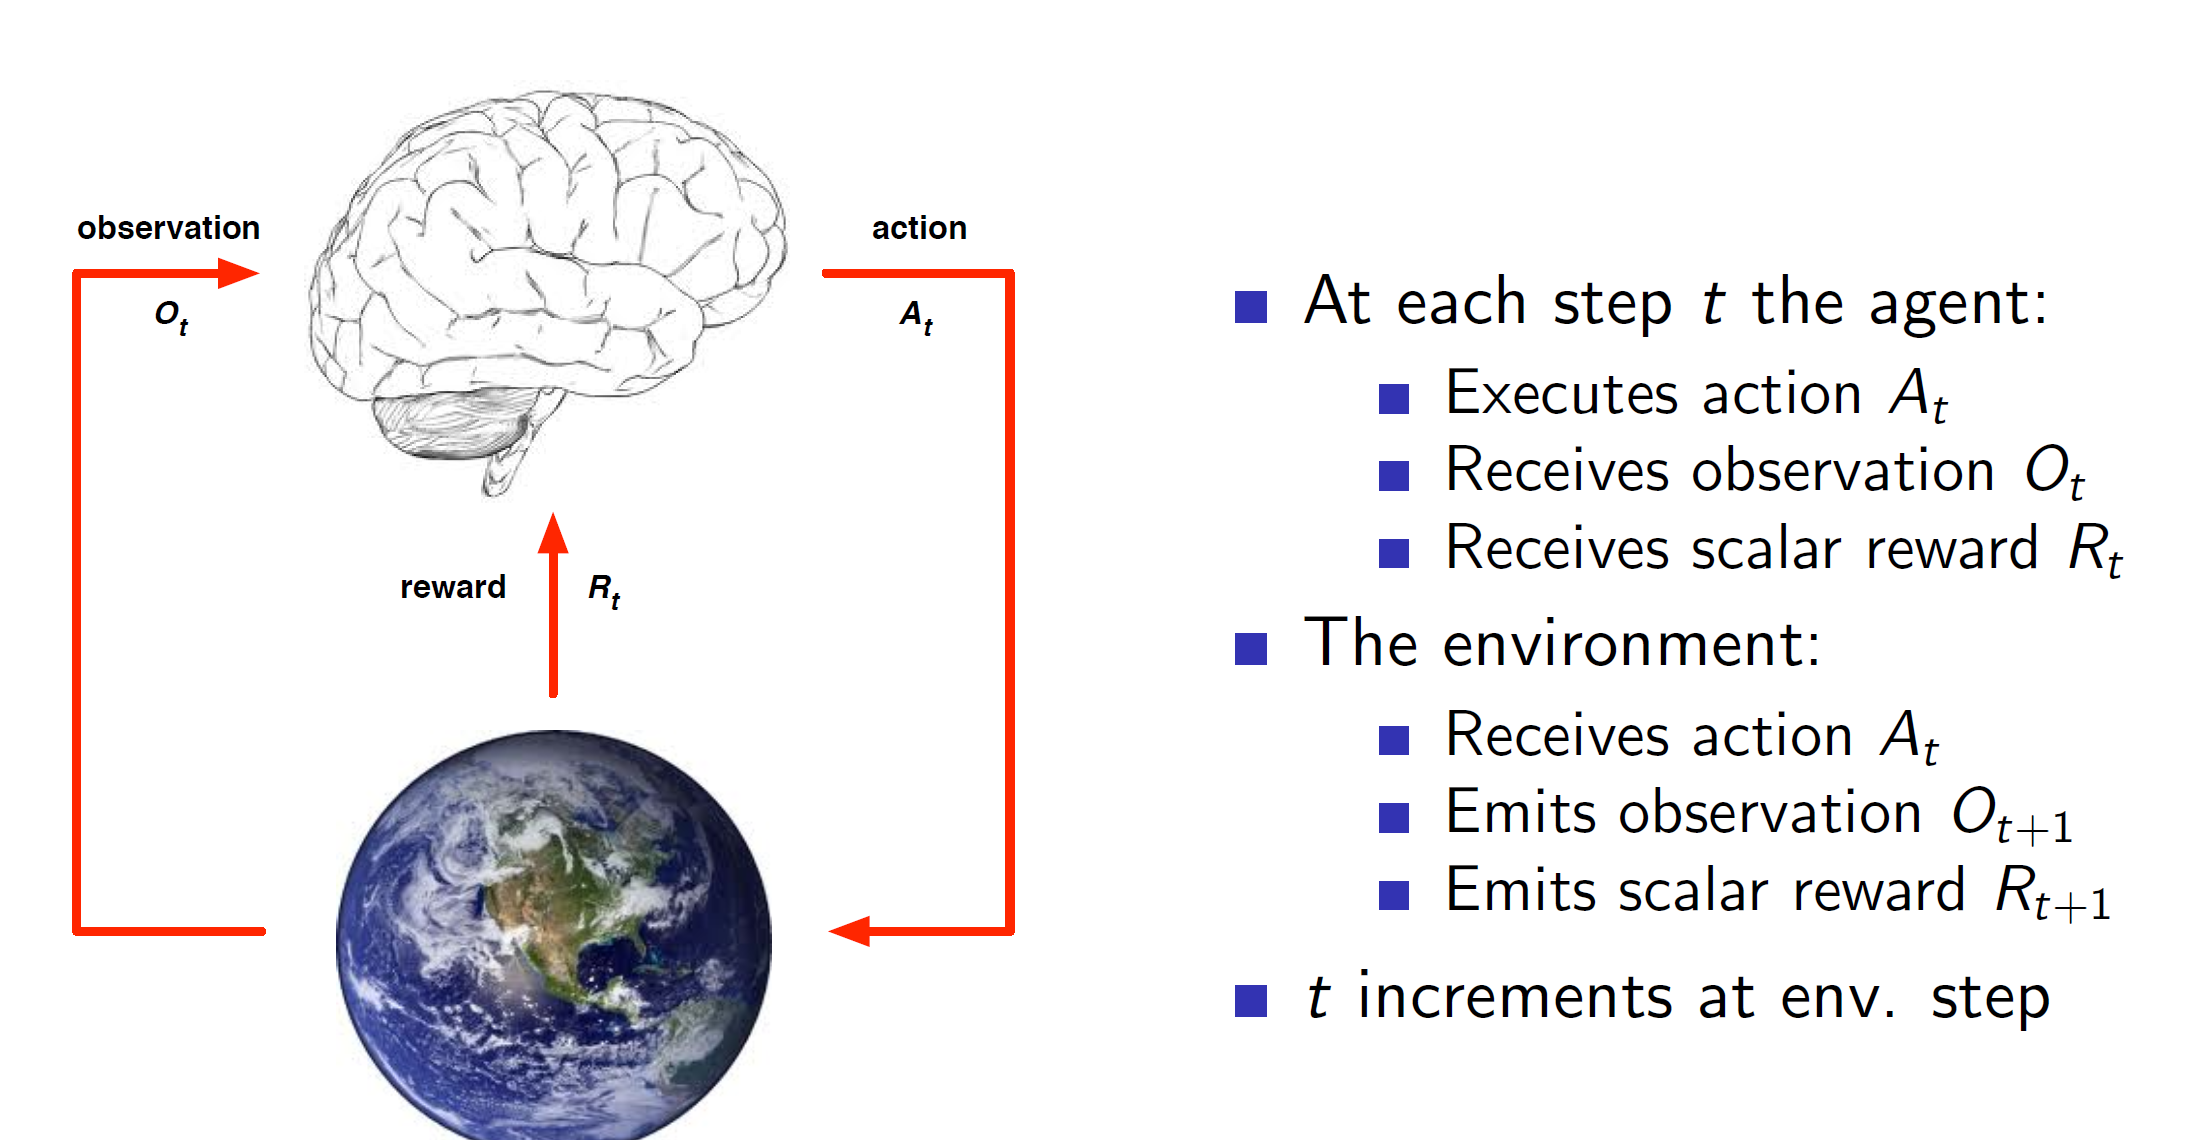 observation
O_t
action
A_t
reward
R_t
At each step t the agent:
Executes action A_t
Receives observation O_t
Receives scalar reward R_t
The environment:
Receives action A_t
Emits observation O_{t+1}
Emits scalar reward R_{t+1}
t increments at env. step